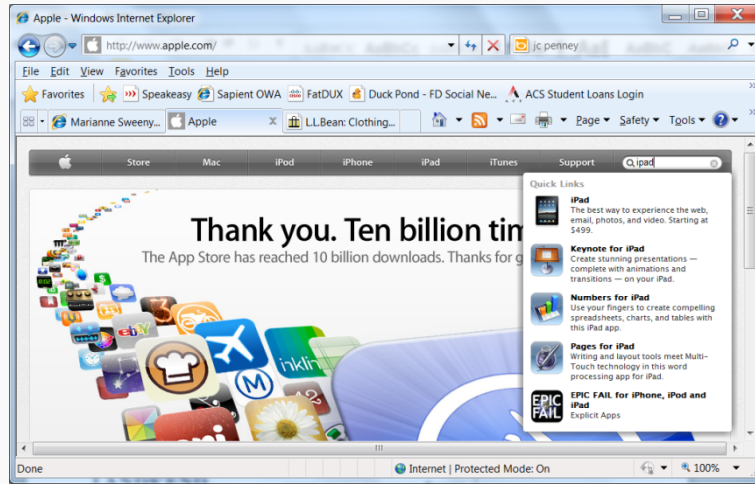 Apple - Windows Internet Explorer
http://www.apple.com/
jc penney
File Edit View Favorites Tools Help
Favorites Speakeasy Sapient OWA FatDUX Duck Pond - FD Social Ne... ACS Student Loans Login
Marianne Sweeny... Apple x L.L.Bean: Clothing... Page Safety Tools
Store Mac iPod iPhone iPad iTunes Support ipad
Quick Links
iPad
The best way to experience the web,
email, photos, and video. Starting at
$499.
Keynote for iPad
Create stunning presentations —
complete with animations and
transitions — on your iPad.
Numbers for iPad
Use your fingers to create compelling
spreadsheets, charts, and tables with
this iPad app.
Pages for iPad
Writing and layout tools meet Multi-
Touch technology in this word
processing app for iPad.
EPIC FAIL
EPIC FAIL for iPhone, iPod and
iPad
Explicit Apps
Thank you. Ten billion tim
The App Store has reached 10 billion downloads. Thanks for g
ebY
inklin
M
Done Internet | Protected Mode: On 100%